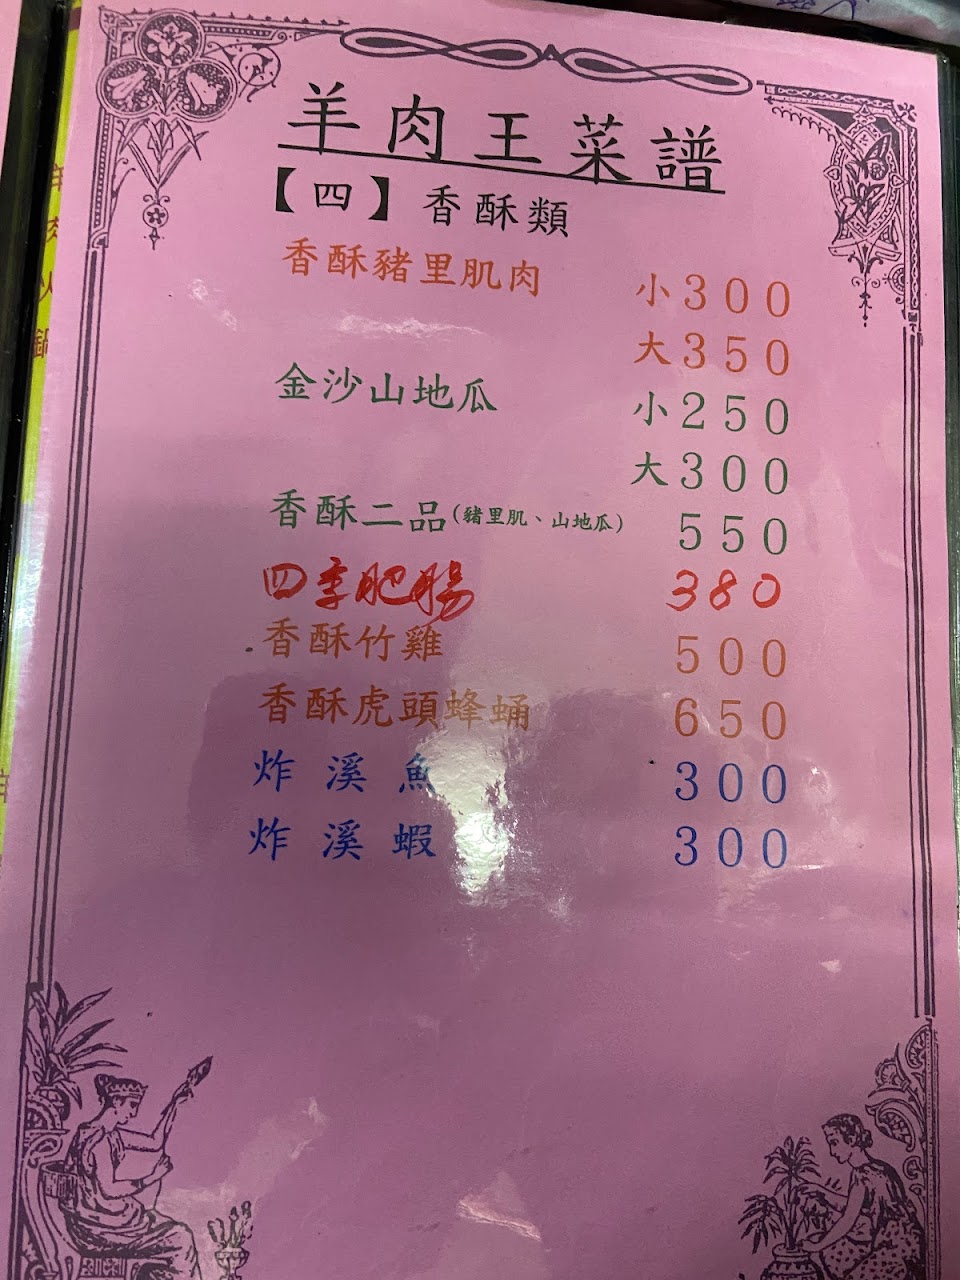 羊肉王菜譜
【四】香酥類
香酥豬里肌肉 小300
大350
金沙山地瓜 小250
大300
香酥二品(豬里肌、山地瓜) 550
四季肥腸 380
香酥竹雞 500
香酥虎頭蜂蛹 650
炸溪魚 300
炸溪蝦 300